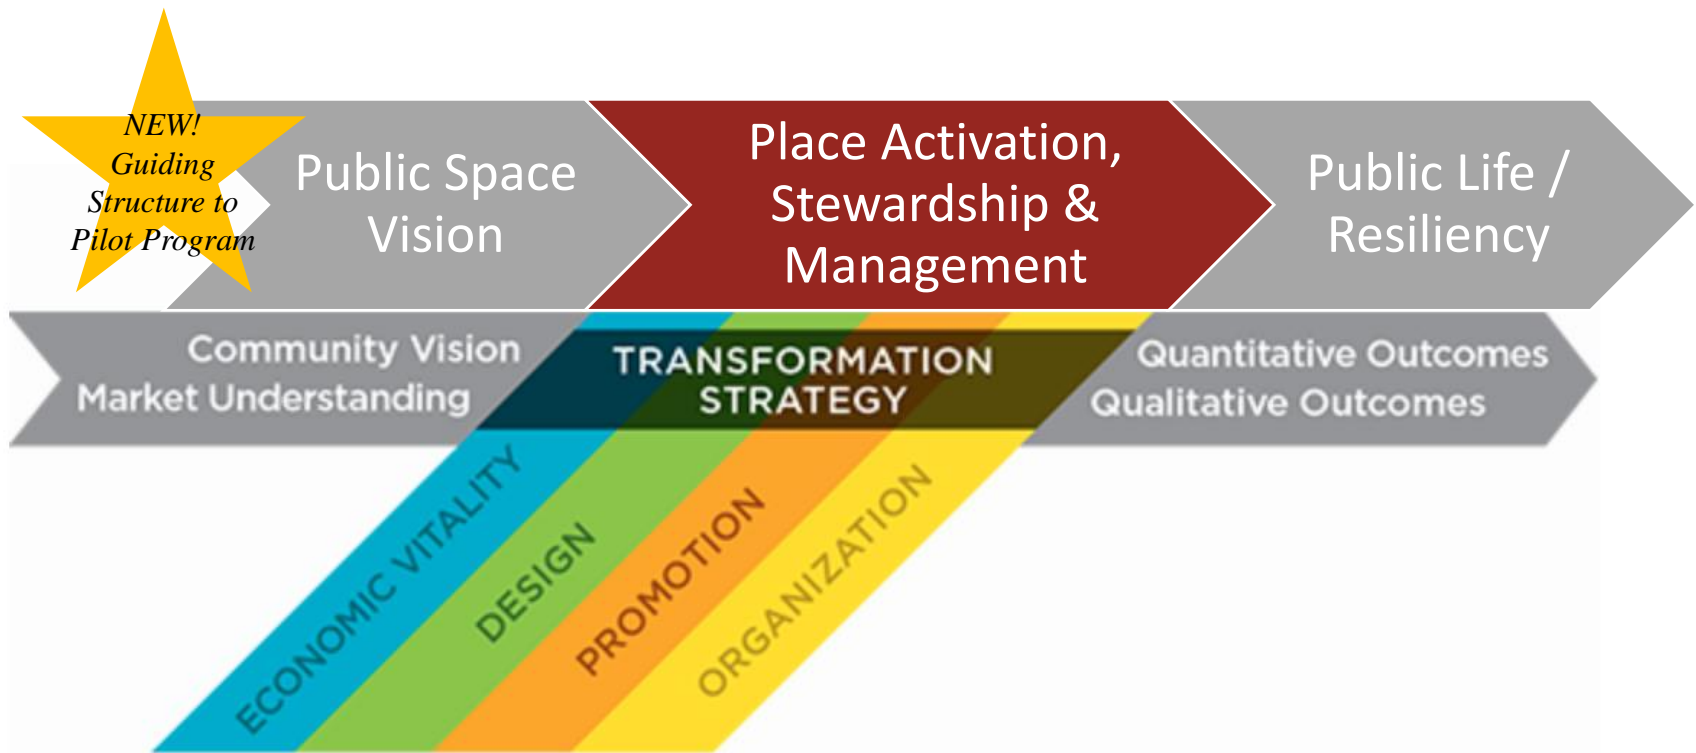 NEW!
Guiding
Structure to
Pilot Program
Public Space
Vision
Place Activation,
Stewardship &
Management
Public Life /
Resiliency
Community Vision
Market Understanding
TRANSFORMATION
STRATEGY
Quantitative Outcomes
Qualitative Outcomes
ECONOMIC VITALITY
DESIGN
PROMOTION
ORGANIZATION